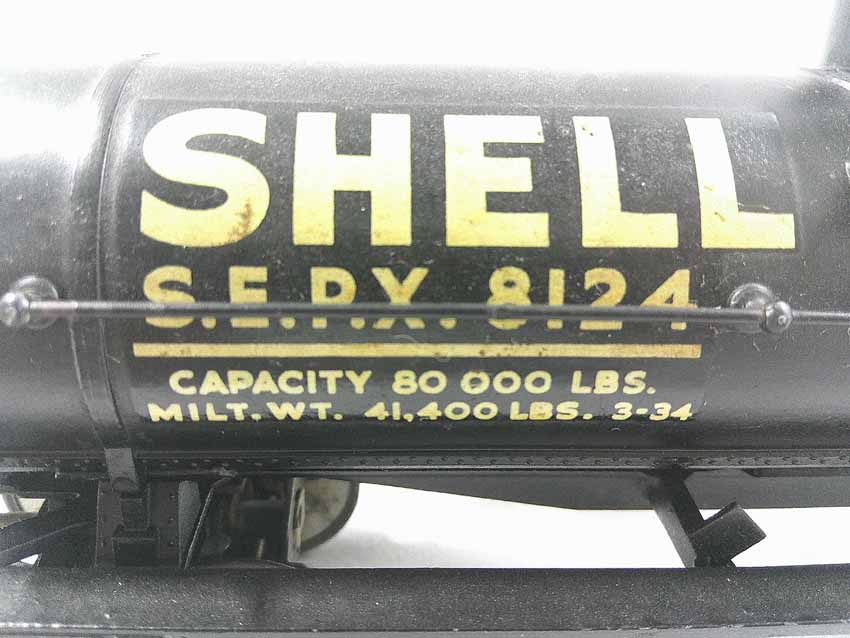 SHELL
S.E.P.X. 8124
CAPACITY 80 000 LBS.
MILT. WT. 41,400 LBS. 3-34